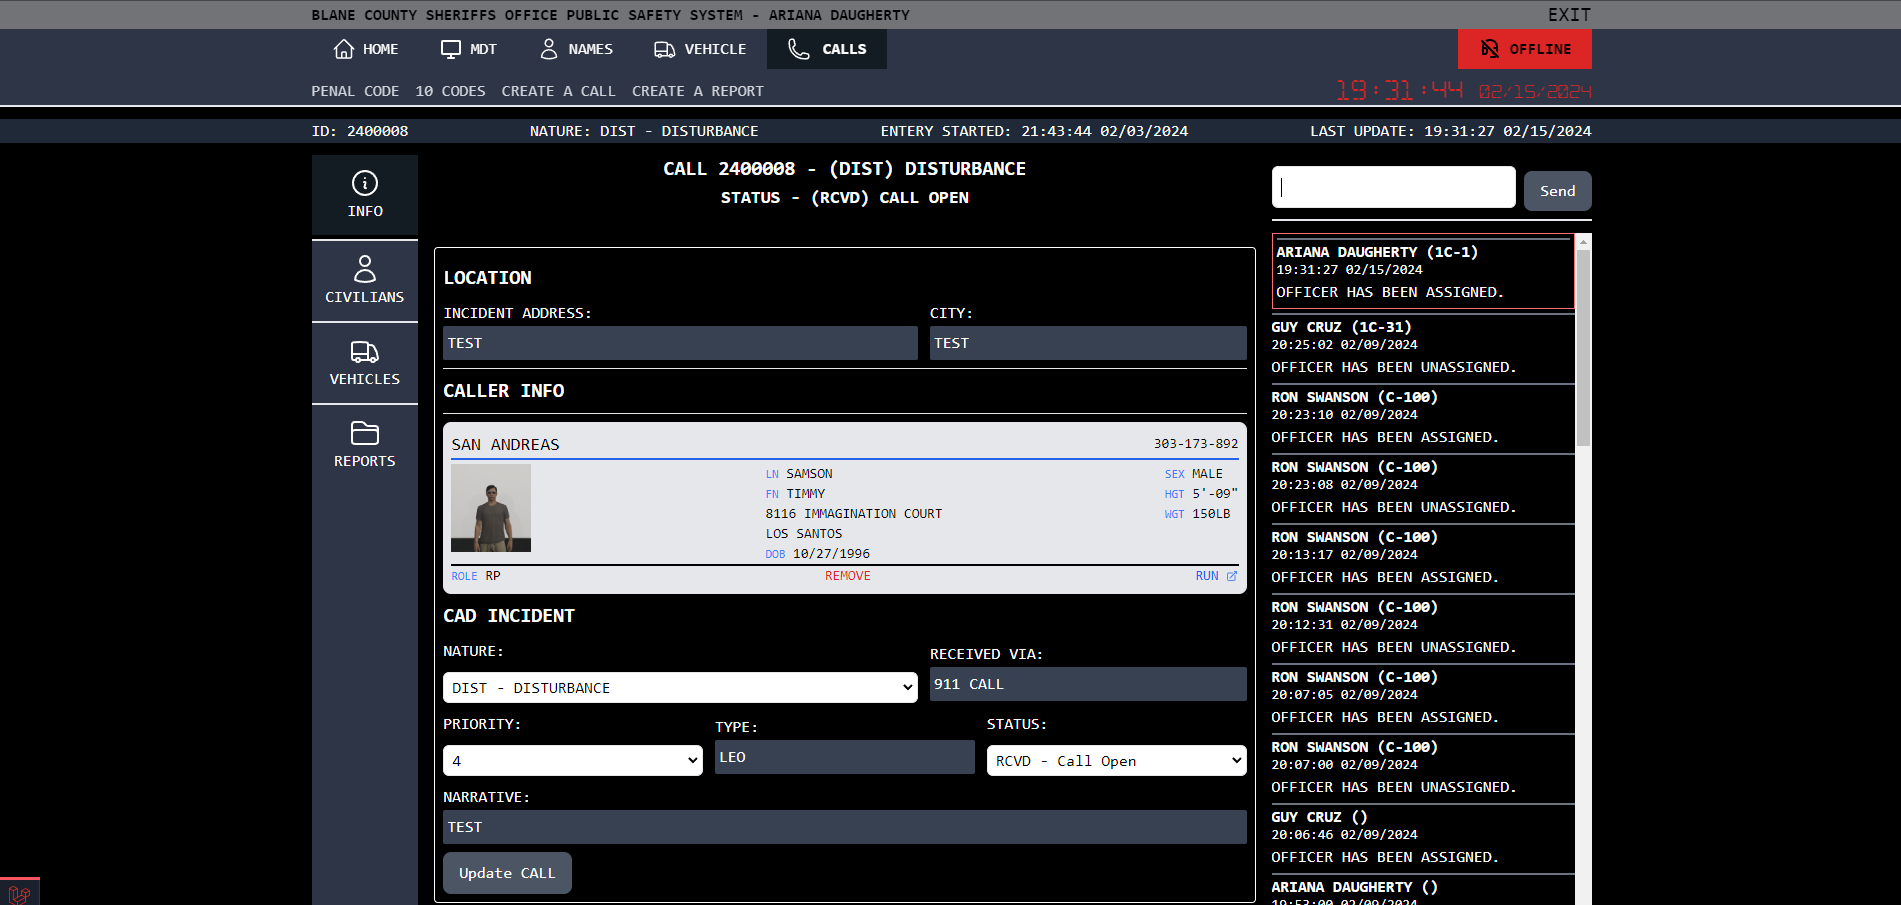 BLANE COUNTY SHERIFFS OFFICE PUBLIC SAFETY SYSTEM - ARIANA DAUGHERTY
EXIT
HOME
MDT
NAMES
VEHICLE
CALLS
OFFLINE
PENAL CODE
10 CODES
CREATE A CALL
CREATE A REPORT
19:31:44 02/15/2024
ID: 2400008
NATURE: DIST - DISTURBANCE
ENTERY STARTED: 21:43:44 02/03/2024
LAST UPDATE: 19:31:27 02/15/2024
INFO
CIVILIANS
VEHICLES
REPORTS
CALL 2400008 - (DIST) DISTURBANCE
STATUS - (RCVD) CALL OPEN
LOCATION
INCIDENT ADDRESS:
TEST
CITY:
TEST
CALLER INFO
SAN ANDREAS
303-173-892
LN SAMSON
FN TIMMY
8116 IMMAGINATION COURT
LOS SANTOS
DOB 10/27/1996
SEX MALE
HGT 5'-09"
WGT 150LB
ROLE RP
REMOVE
RUN
CAD INCIDENT
NATURE:
DIST - DISTURBANCE
RECEIVED VIA:
911 CALL
PRIORITY:
4
TYPE:
LEO
STATUS:
RCVD - Call Open
NARRATIVE:
TEST
Update CALL
Send
ARIANA DAUGHERTY (1C-1)
19:31:27 02/15/2024
OFFICER HAS BEEN ASSIGNED.
GUY CRUZ (1C-31)
20:25:02 02/09/2024
OFFICER HAS BEEN UNASSIGNED.
RON SWANSON (C-100)
20:23:10 02/09/2024
OFFICER HAS BEEN ASSIGNED.
RON SWANSON (C-100)
20:23:08 02/09/2024
OFFICER HAS BEEN UNASSIGNED.
RON SWANSON (C-100)
20:13:17 02/09/2024
OFFICER HAS BEEN ASSIGNED.
RON SWANSON (C-100)
20:12:31 02/09/2024
OFFICER HAS BEEN UNASSIGNED.
RON SWANSON (C-100)
20:07:05 02/09/2024
OFFICER HAS BEEN ASSIGNED.
RON SWANSON (C-100)
20:07:00 02/09/2024
OFFICER HAS BEEN UNASSIGNED.
GUY CRUZ ()
20:06:46 02/09/2024
OFFICER HAS BEEN ASSIGNED.
ARIANA DAUGHERTY ()
19:53:00 02/09/2024